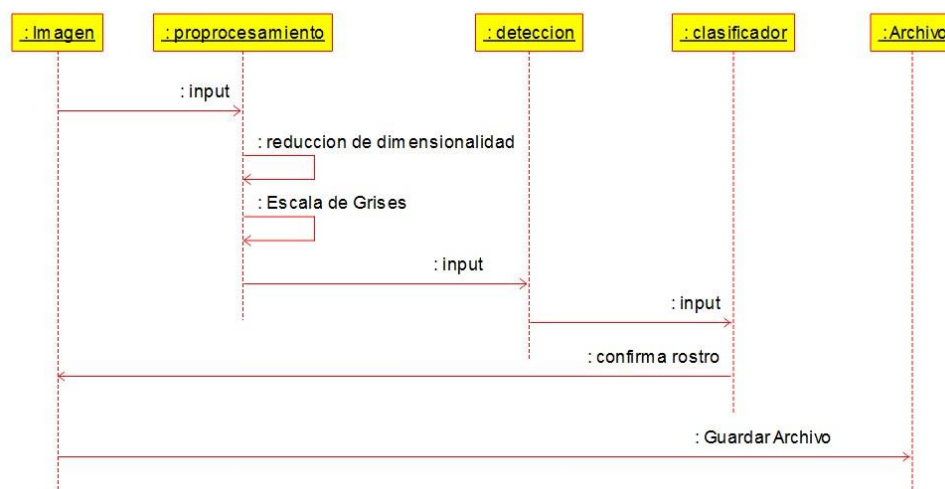 : Imagen
: proprocesamiento
: deteccion
: clasificador
:Archivo
: input
: reduccion de dimensionalidad
: Escala de Grises
: input
: input
: confirma rostro
: Guardar Archivo